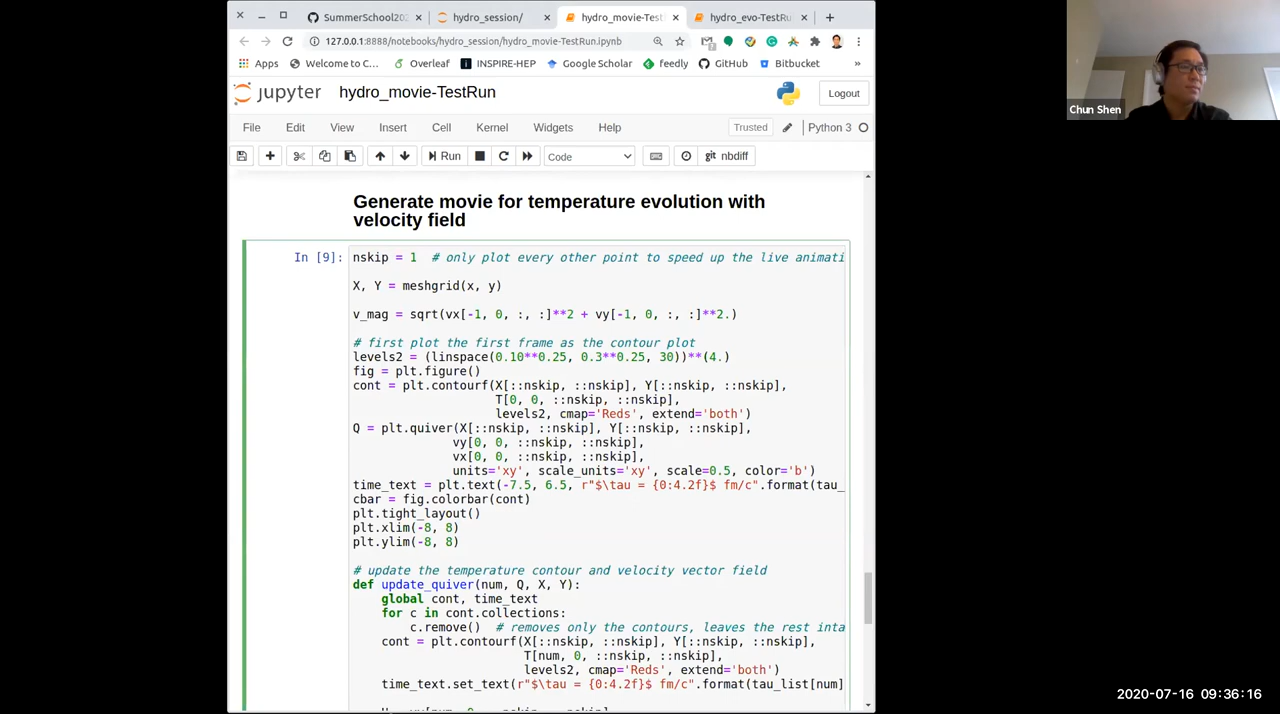 SummerSchool202
hydro_session/
hydro_movie-Test
hydro_evo-TestRu
127.0.0.1:8888/notebooks/hydro_session/hydro_movie-TestRun.ipynb
Apps
Welcome to C...
Overleaf
INSPIRE-HEP
Google Scholar
feedly
GitHub
Bitbucket
»
jupyter hydro_movie-TestRun
Logout
File Edit View Insert Cell Kernel Widgets Help
Trusted
Python 3
Run
Code
git nbdiff
Chun Shen
Generate movie for temperature evolution with
velocity field
In [9]:
nskip = 1 # only plot every other point to speed up the live animati
X, Y = meshgrid(x, y)
v_mag = sqrt(vx[-1, 0, :, :]**2 + vy[-1, 0, :, :]**2.)
# first plot the first frame as the contour plot
levels2 = (linspace(0.10**0.25, 0.3**0.25, 30))**(4.)
fig = plt.figure()
cont = plt.contourf(X[::nskip, ::nskip], Y[::nskip, ::nskip],
T[0, 0, ::nskip, ::nskip],
levels2, cmap='Reds', extend='both')
Q = plt.quiver(X[::nskip, ::nskip], Y[::nskip, ::nskip],
vy[0, 0, ::nskip, ::nskip],
vx[0, 0, ::nskip, ::nskip],
units='xy', scale_units='xy', scale=0.5, color='b')
time_text = plt.text(-7.5, 6.5, r"$\tau = {0:4.2f}$ fm/c".format(tau_
cbar = fig.colorbar(cont)
plt.tight_layout()
plt.xlim(-8, 8)
plt.ylim(-8, 8)
# update the temperature contour and velocity vector field
def update_quiver(num, Q, X, Y):
global cont, time_text
for c in cont.collections:
c.remove() # removes only the contours, leaves the rest inta
cont = plt.contourf(X[::nskip, ::nskip], Y[::nskip, ::nskip],
T[num, 0, ::nskip, ::nskip],
levels2, cmap='Reds', extend='both')
time_text.set_text(r"$\tau = {0:4.2f}$ fm/c".format(tau_list[num]
2020-07-16 09:36:16